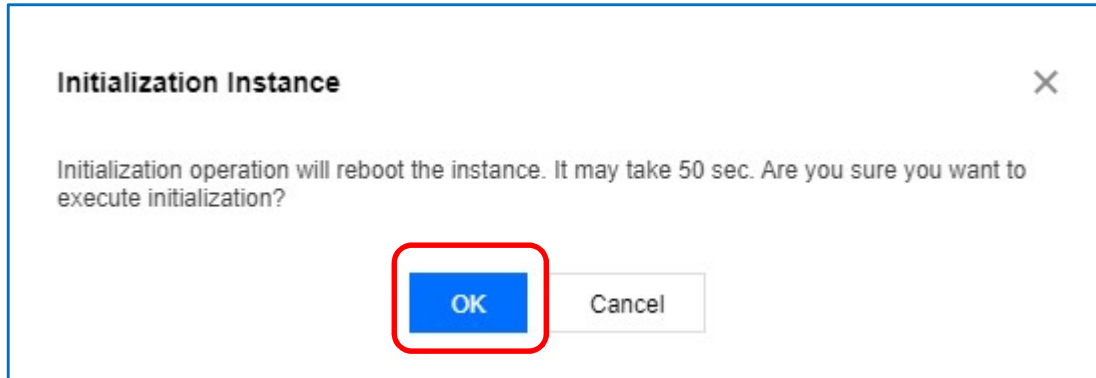 Initialization Instance
Initialization operation will reboot the instance. It may take 50 sec. Are you sure you want to
execute initialization?
OK
Cancel